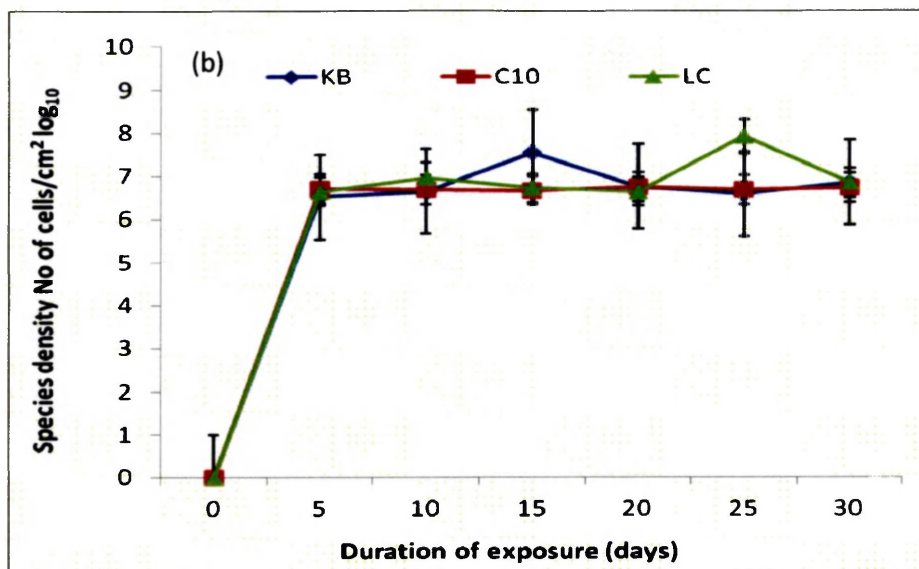 (b)
KB C10 LC
Species density No of cells/cm² log₁₀
10
9
8
7
6
5
4
3
2
1
0
0 5 10 15 20 25 30
Duration of exposure (days)